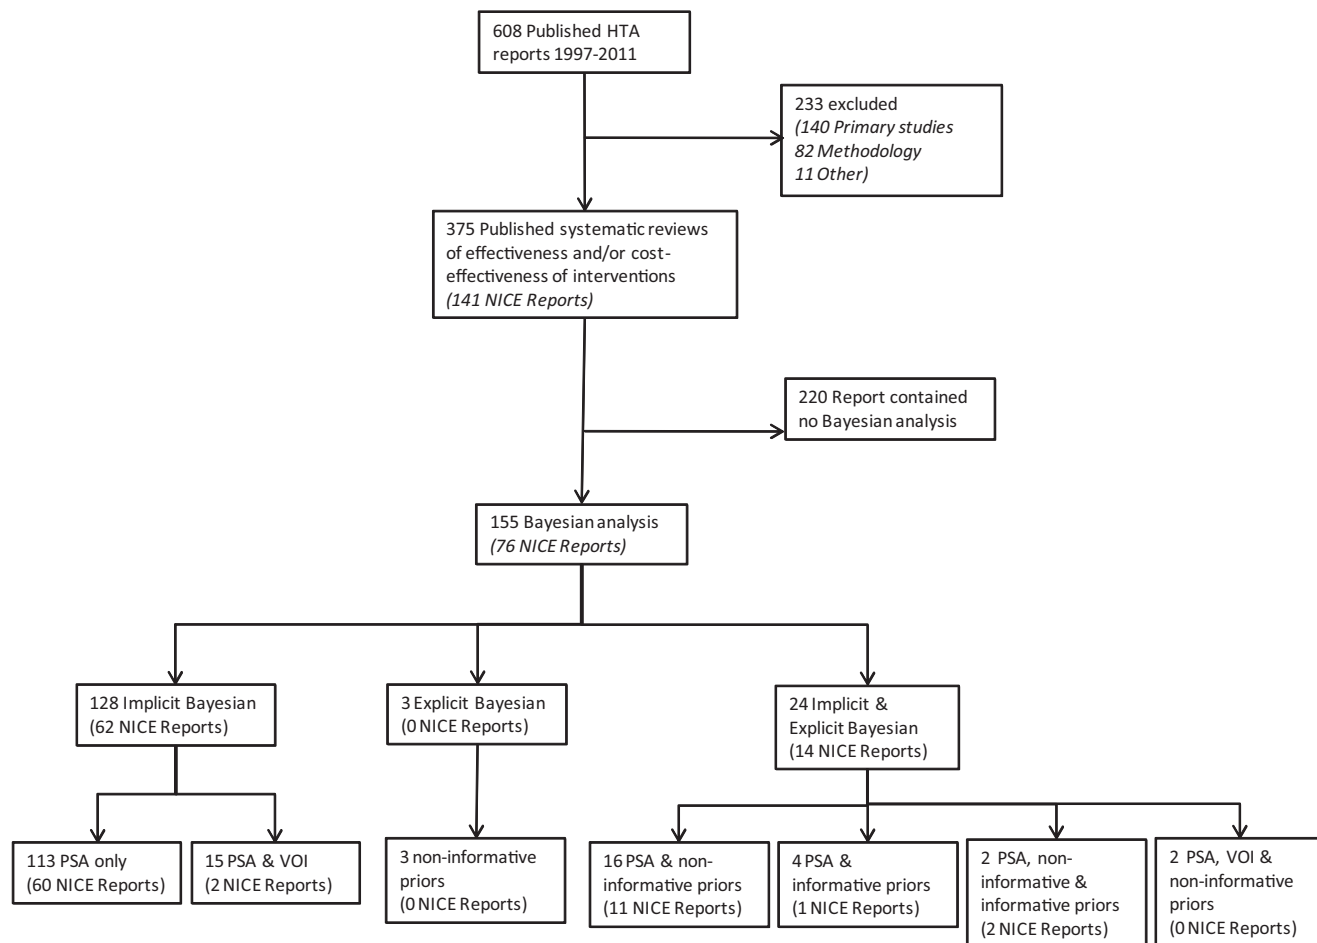 608 Published HTA
reports 1997-2011
233 excluded
(140 Primary studies
82 Methodology
11 Other)
375 Published systematic reviews
of effectiveness and/or cost-
effectiveness of interventions
(141 NICE Reports)
220 Report contained
no Bayesian analysis
155 Bayesian analysis
(76 NICE Reports)
128 Implicit Bayesian
(62 NICE Reports)
3 Explicit Bayesian
(0 NICE Reports)
24 Implicit &
Explicit Bayesian
(14 NICE Reports)
113 PSA only
(60 NICE Reports)
15 PSA & VOI
(2 NICE Reports)
3 non-informative
priors
(0 NICE Reports)
16 PSA & non-
informative priors
(11 NICE Reports)
4 PSA &
informative priors
(1 NICE Reports)
2 PSA, non-
informative &
informative priors
(2 NICE Reports)
2 PSA, VOI &
non-informative
priors
(0 NICE Reports)